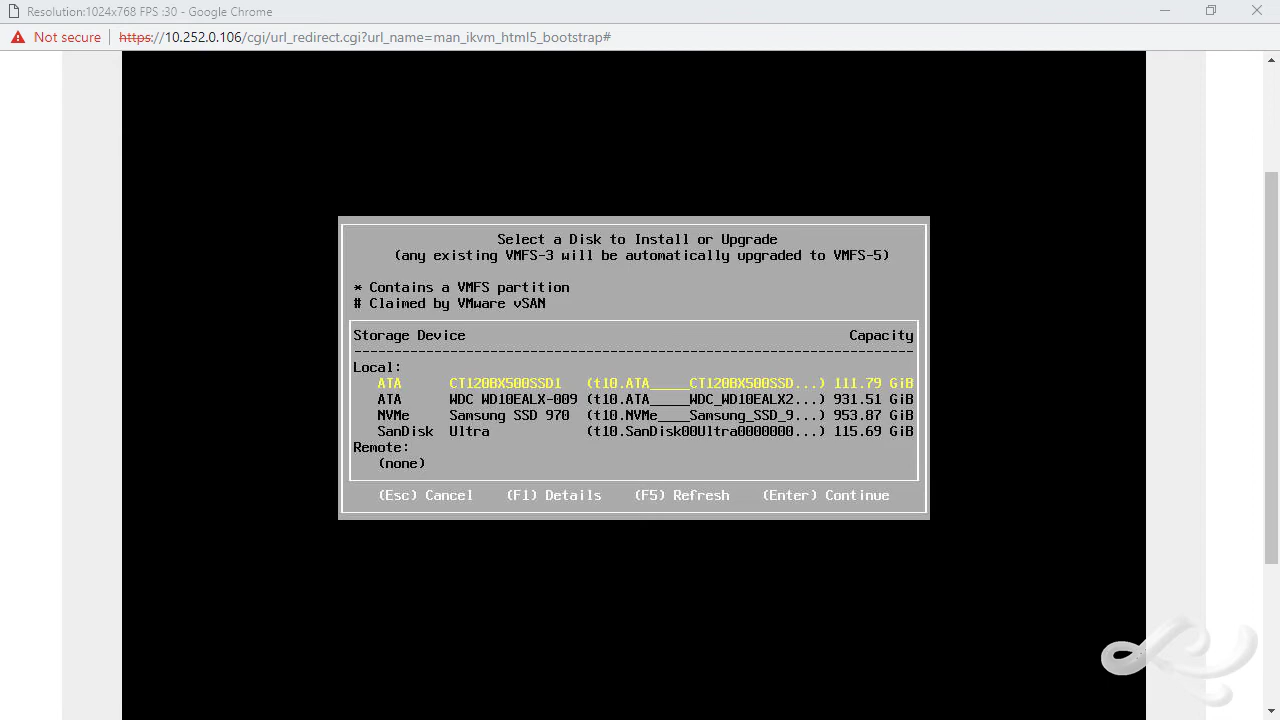 Resolution:1024x768 FPS :30 - Google Chrome
Not secure | https://10.252.0.106/cgi/url_redirect.cgi?url_name=man_ikvm_html5_bootstrap#
Select a Disk to Install or Upgrade
(any existing VMFS-3 will be automatically upgraded to VMFS-5)
* Contains a VMFS partition
# Claimed by VMware vSAN
Storage Device Capacity
Local:
ATA CT120BX500SSD1 (t10.ATA_____CT120BX500SSD...) 111.79 GiB
ATA WDC WD10EALX-009 (t10.ATA_____WDC_WD10EALX2...) 931.51 GiB
NVMe Samsung SSD 970 (t10.NVMe____Samsung_SSD_9...) 953.87 GiB
SanDisk Ultra (t10.SanDisk00Ultra0000000...) 115.69 GiB
Remote:
(none)
(Esc) Cancel (F1) Details (F5) Refresh (Enter) Continue